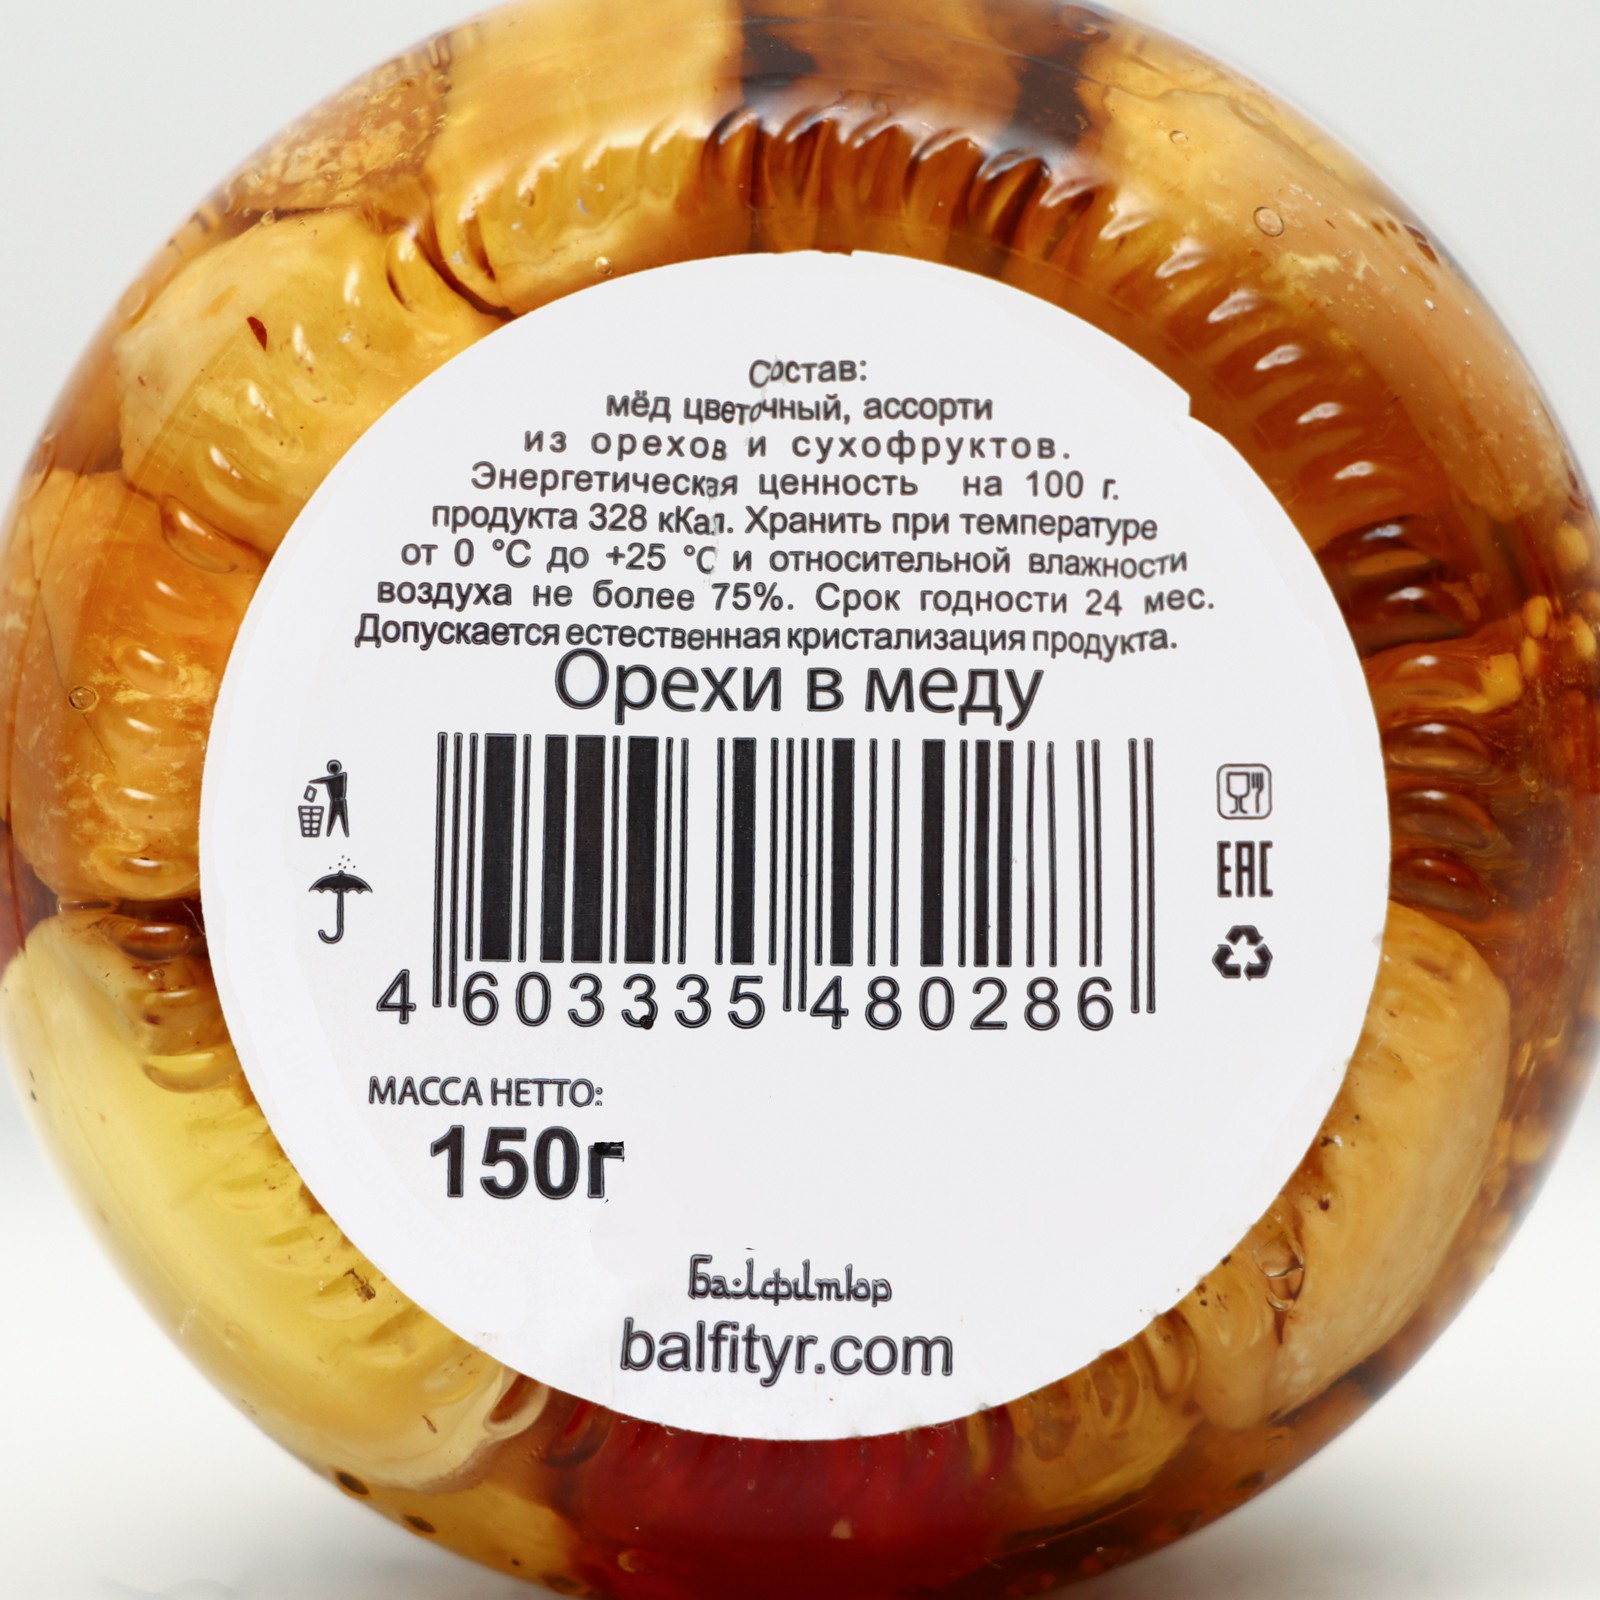 Состав:
мёд цветочный, ассорти
из орехов и сухофруктов.
Энергетическая ценность на 100 г.
продукта 328 кКал. Хранить при температуре
от 0 °С до +25 °С и относительной влажности
воздуха не более 75%. Срок годности 24 мес.
Допускается естественная кристализация продукта.
Орехи в меду
EAC
4 603335 480286
МАССА НЕТТО:
150г
Балфитюр
balfityr.com